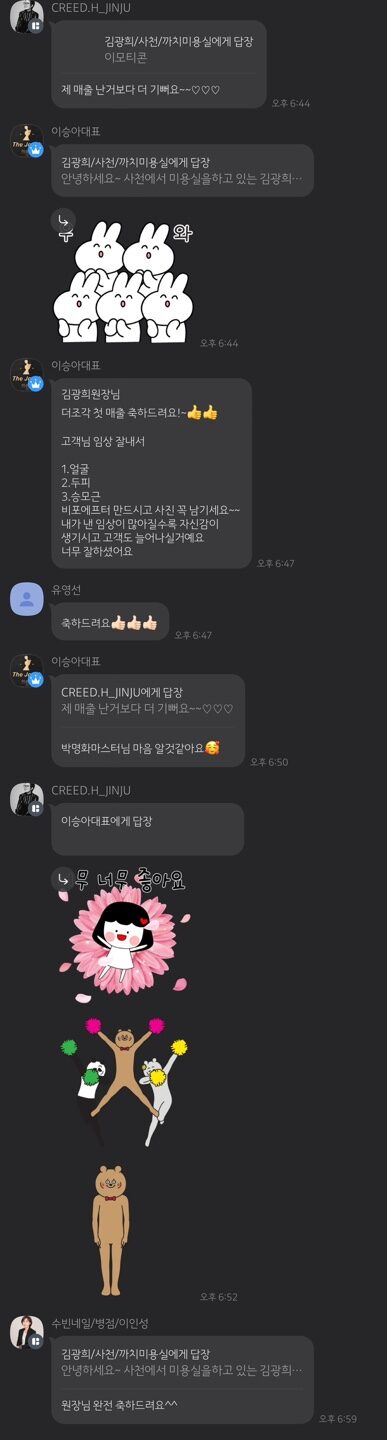 CREED.H_JINJU
김광희/사천/까치미용실에게 답장
이모티콘
제 매출 난거보다 더 기뻐요~~♡♡♡
오후 6:44
이승아대표
The
김광희/사천/까치미용실에게 답장
안녕하세요~ 사천에서 미용실을하고 있는 김광희…
와
오후 6:44
이승아대표
The
김광희원장님
더조각 첫 매출 축하드려요!~👍👍
고객님 임상 잘내서
1.얼굴
2.두피
3.승모근
비포에프터 만드시고 사진 꼭 남기세요~~
내가 낸 임상이 많아질수록 자신감이
생기시고 고객도 늘어나실거예요
너무 잘하셨어요
오후 6:47
유영선
축하드려요👍🏻👍🏻👍🏻
오후 6:47
이승아대표
The
CREED.H_JINJU에게 답장
제 매출 난거보다 더 기뻐요~~♡♡♡
박명화마스터님 마음 알것같아요🥰
오후 6:50
CREED.H_JINJU
이승아대표에게 답장
무 너무 좋아요
오후 6:52
수빈네일/병점/이인성
김광희/사천/까치미용실에게 답장
안녕하세요~ 사천에서 미용실을하고 있는 김광희…
원장님 완전 축하드려요^^
오후 6:59